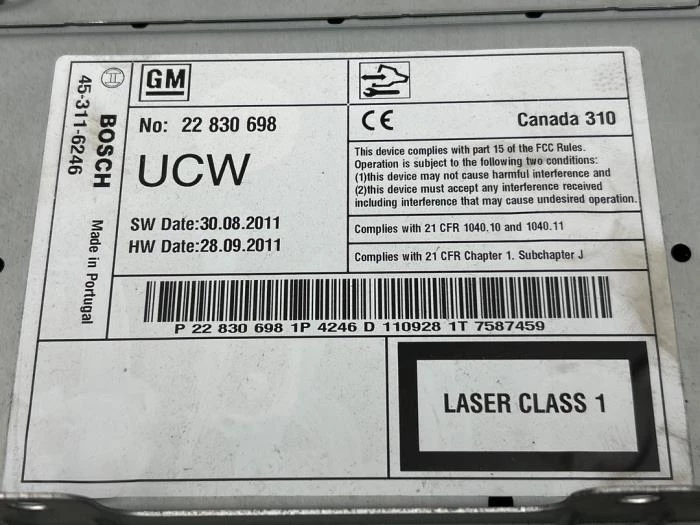 GM
No: 22 830 698
UCW
SW Date:30.08.2011
HW Date:28.09.2011
CE
Canada 310
This device complies with part 15 of the FCC Rules.
Operation is subject to the following two conditions:
(1)this device may not cause harmful interference and
(2)this device must accept any interference received
including interference that may cause undesired operation.
Complies with 21 CFR 1040.10 and 1040.11
Complies with 21 CFR Chapter 1. Subchapter J
BOSCH Made in Portugal
45-311-6246
P 22 830 698 1P 4246 D 110928 1T 7587459
LASER CLASS 1